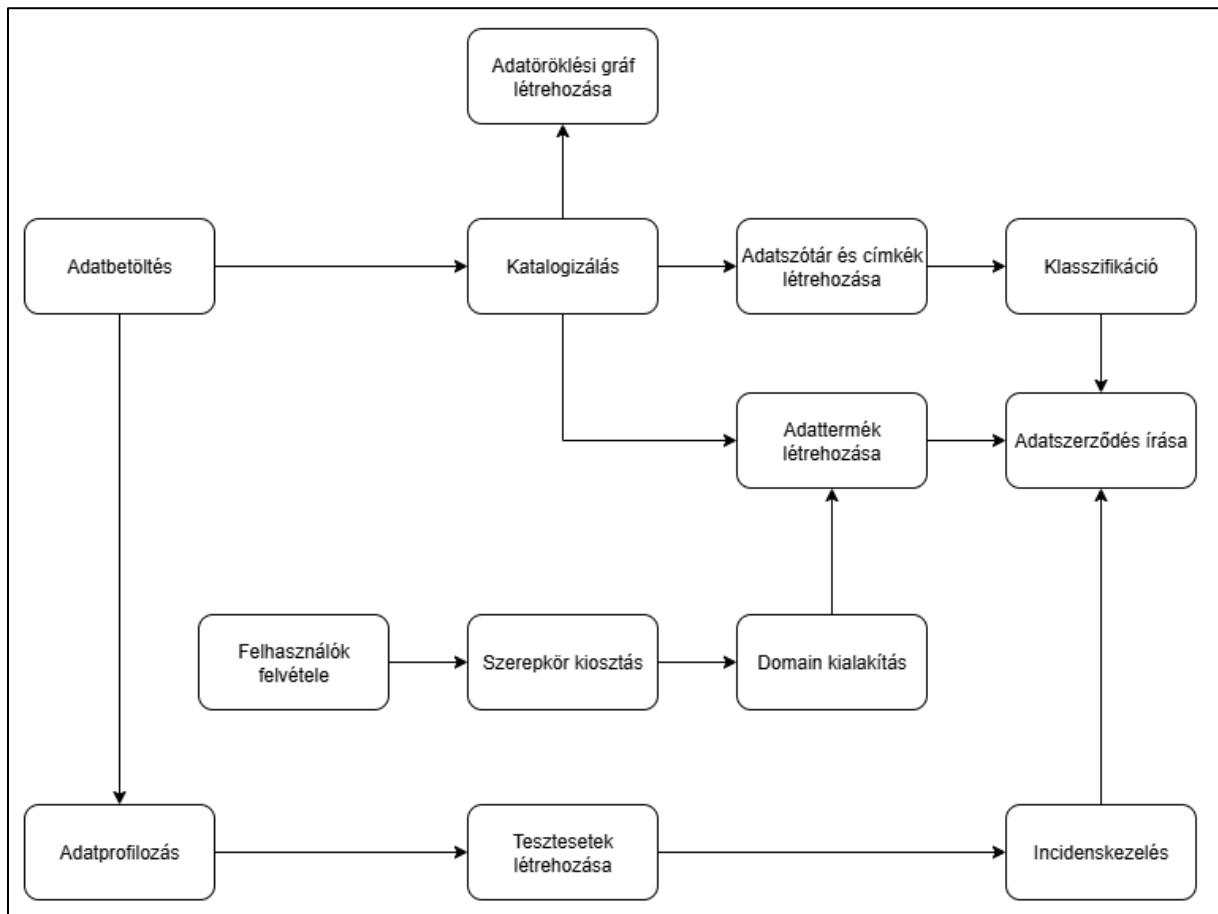 Adatöröklési gráf
létrehozása
Adatbetöltés
Katalogizálás
Adatszótár és címkék
létrehozása
Klasszifikáció
Adattermék
létrehozása
Adatszerződés írása
Felhasználók
felvétele
Szerepkör kiosztás
Domain kialakítás
Adatprofilozás
Tesztesetek
létrehozása
Incidenskezelés